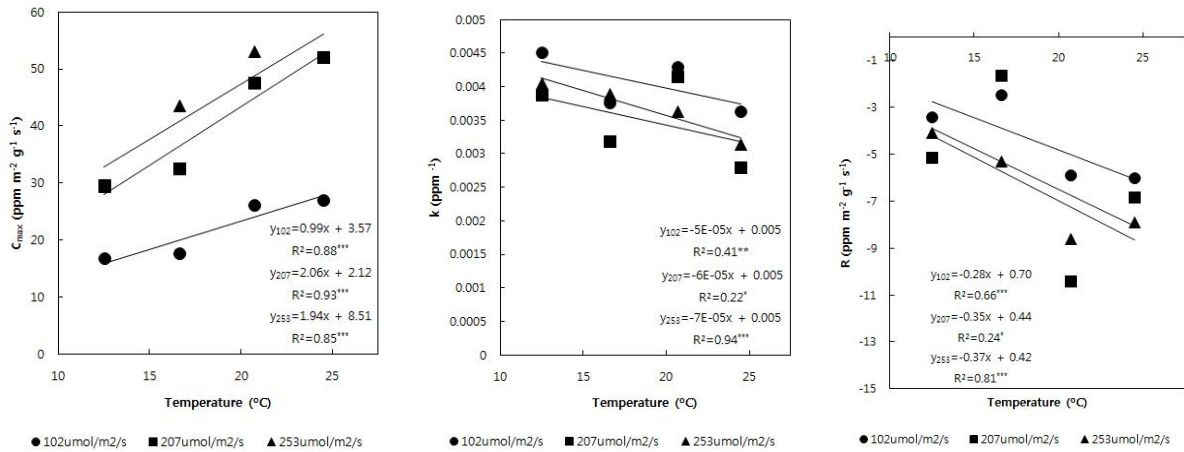 C max (ppm m-2 g-1 s-1)
60
50
40
30
20
10
0
10 15 20 25
Temperature (°C)
y102=0.99x + 3.57
R²=0.88***
y207=2.06x + 2.12
R²=0.93***
y253=1.94x + 8.51
R²=0.85***
102umol/m2/s 207umol/m2/s 253umol/m2/s
k (ppm -1)
0.005
0.0045
0.004
0.0035
0.003
0.0025
0.002
0.0015
0.001
0.0005
0
10 15 20 25
Temperature (°C)
y102=-5E-05x + 0.005
R²=0.41**
y207=-6E-05x + 0.005
R²=0.22*
y253=-7E-05x + 0.005
R²=0.94***
102umol/m2/s 207umol/m2/s 253umol/m2/s
R (ppm m-2 g-1 s-1)
10 15 20 25
-1
-3
-5
-7
-9
-11
-13
-15
Temperature (°C)
y102=-0.28x + 0.70
R²=0.66***
y207=-0.35x + 0.44
R²=0.24*
y253=-0.37x + 0.42
R²=0.81***
102umol/m2/s 207umol/m2/s 253umol/m2/s